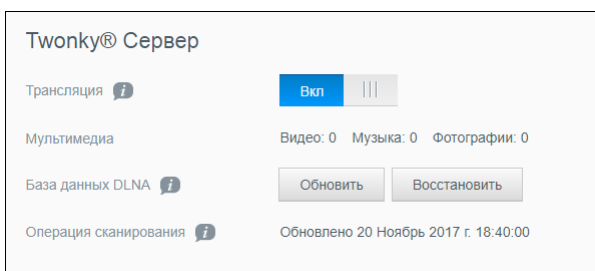 Twonky® Сервер
Трансляция i Вкл
Мультимедиа Видео: 0 Музыка: 0 Фотографии: 0
База данных DLNA i Обновить Восстановить
Операция сканирования i Обновлено 20 Ноябрь 2017 г. 18:40:00